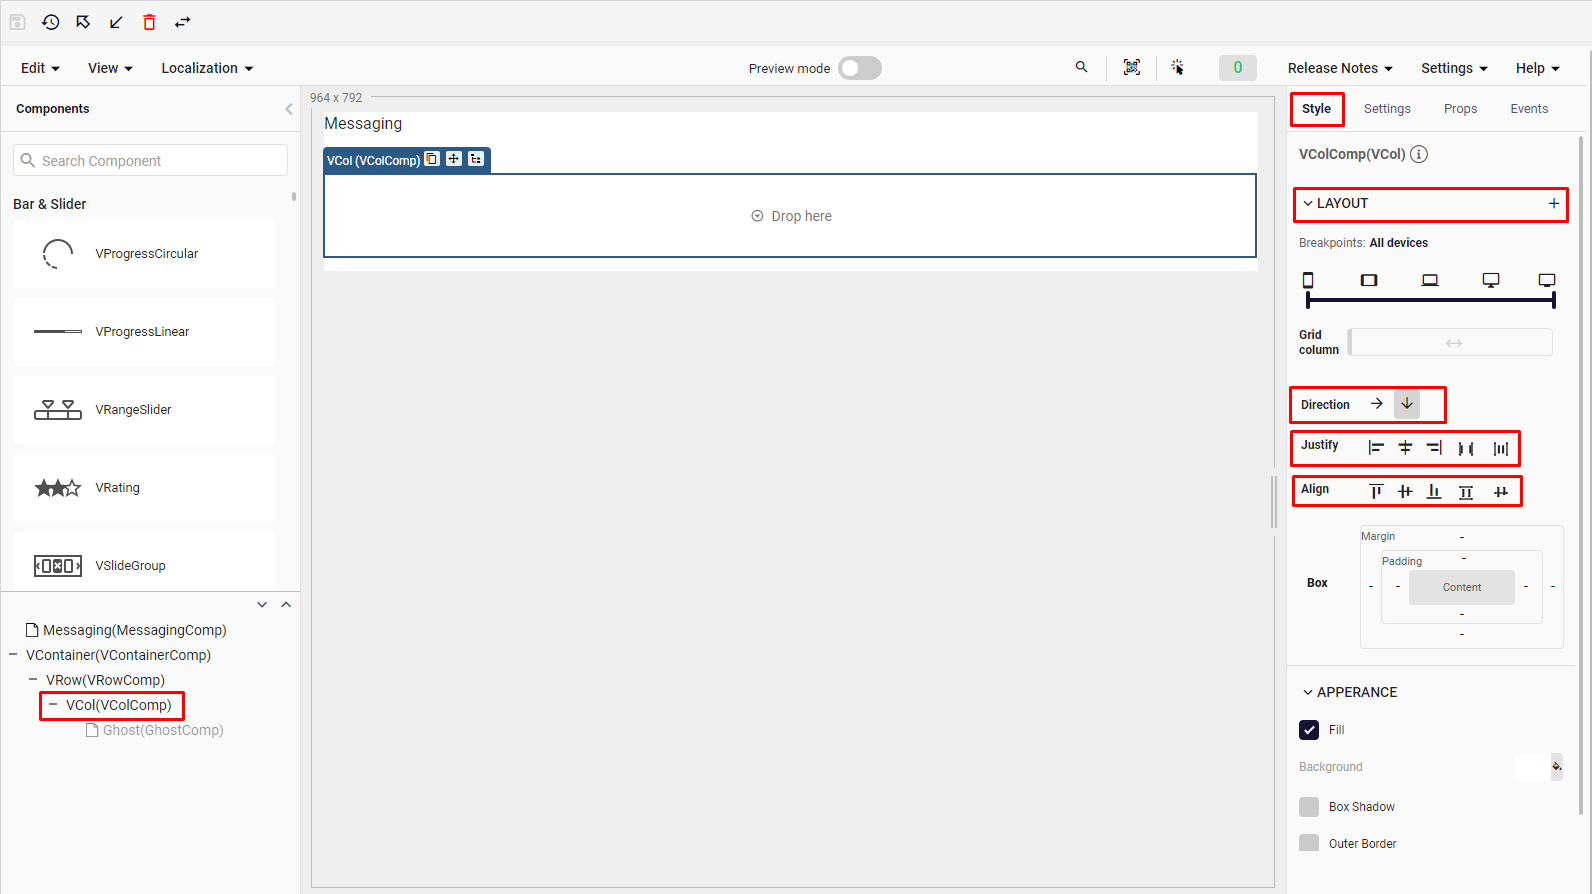 Edit
View
Localization
Preview mode
0
Release Notes
Settings
Help
Components
Search Component
Bar & Slider
VProgressCircular
VProgressLinear
VRangeSlider
VRating
VSlideGroup
Messaging(MessagingComp)
VContainer(VContainerComp)
VRow(VRowComp)
VCol(VColComp)
Ghost(GhostComp)
964 x 792
Messaging
VCol (VColComp)
Drop here
Style
Settings
Props
Events
VColComp(VCol)
LAYOUT
Breakpoints: All devices
Grid
column
Direction
Justify
Align
Box
Margin
Padding
Content
APPERANCE
Fill
Background
Box Shadow
Outer Border